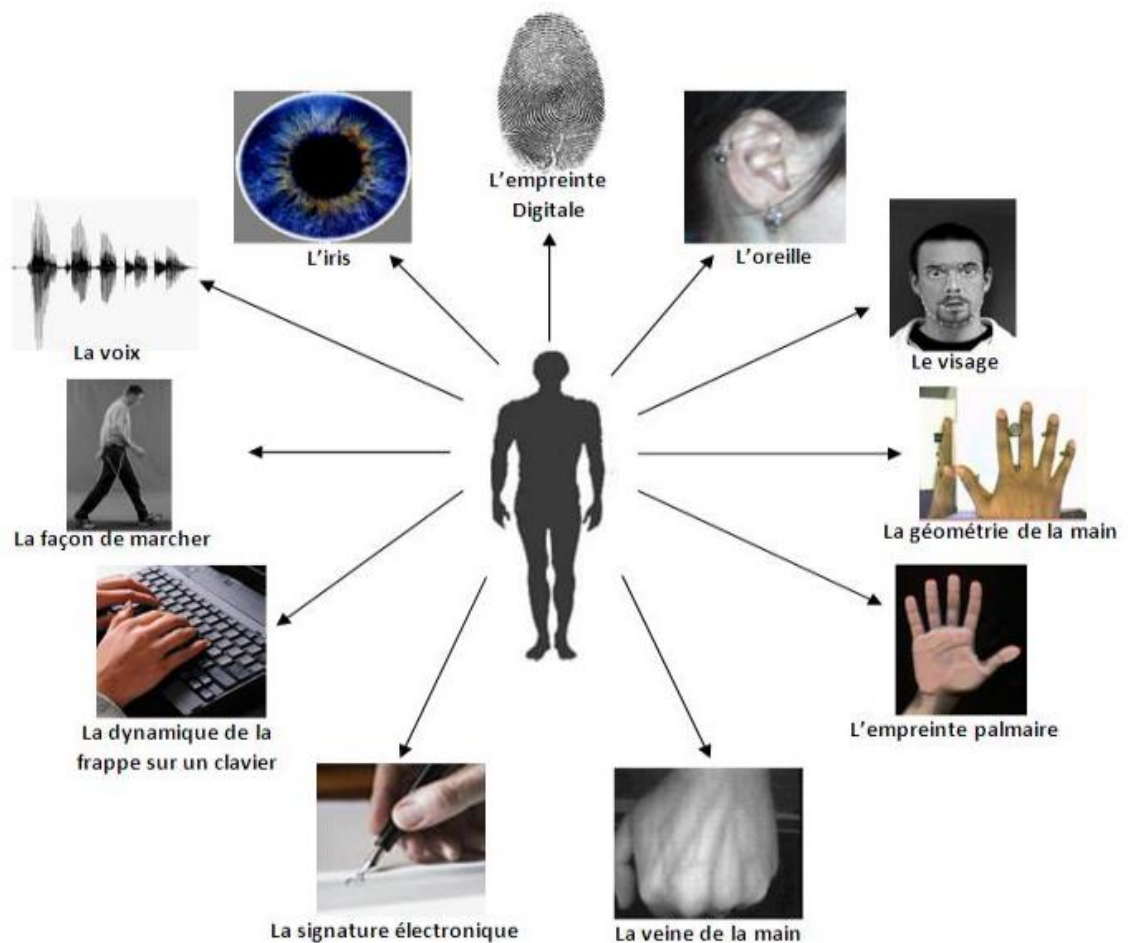 L'empreinte
Digitale
L'iris
L'oreille
La voix
Le visage
La façon de marcher
La géométrie de la main
La dynamique de la
frappe sur un clavier
L'empreinte palmaire
La signature électronique
La veine de la main